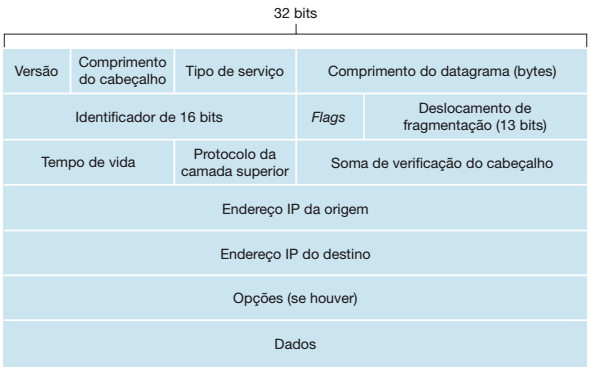 32 bits
Versão
Comprimento
do cabeçalho
Tipo de serviço
Comprimento do datagrama (bytes)
Identificador de 16 bits
Flags
Deslocamento de
fragmentação (13 bits)
Tempo de vida
Protocolo da
camada superior
Soma de verificação do cabeçalho
Endereço IP da origem
Endereço IP do destino
Opções (se houver)
Dados